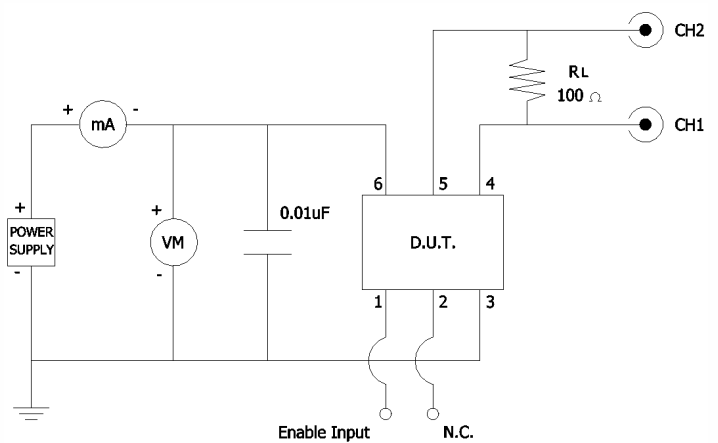 CH2
RL
100 Ω
CH1
+ mA -
6 5 4
+
POWER
SUPPLY
-
+
VM
-
0.01uF
D.U.T.
1 2 3
Enable Input
N.C.